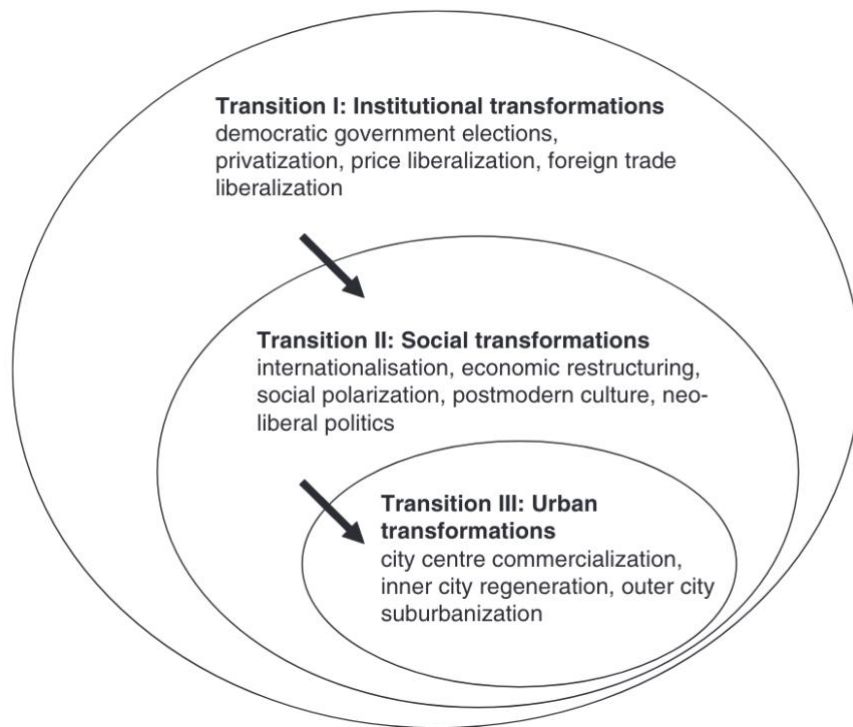 Transition I: Institutional transformations
democratic government elections,
privatization, price liberalization, foreign trade
liberalization
Transition II: Social transformations
internationalisation, economic restructuring,
social polarization, postmodern culture, neo-
liberal politics
Transition III: Urban
transformations
city centre commercialization,
inner city regeneration, outer city
suburbanization